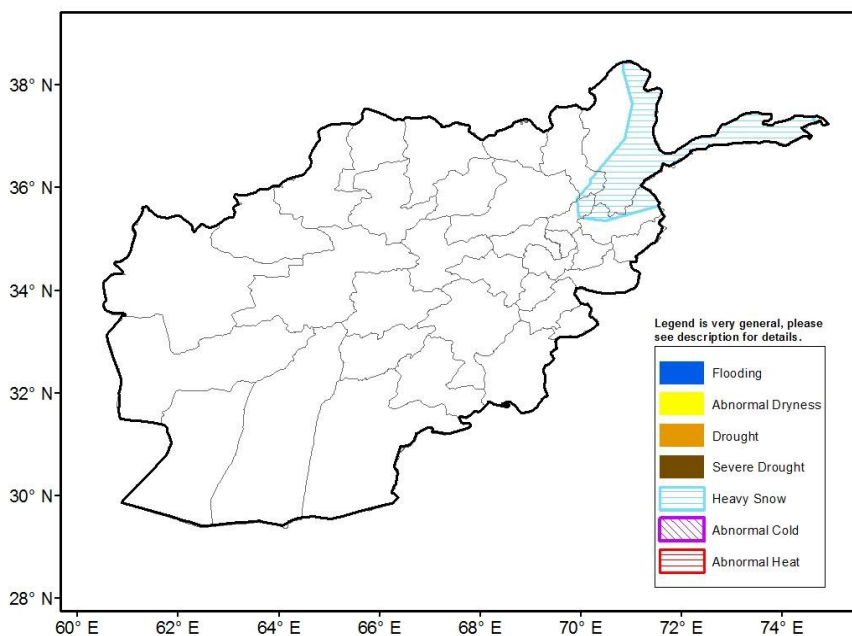 38° N
36° N
34° N
32° N
30° N
28° N
60° E
62° E
64° E
66° E
68° E
70° E
72° E
74° E
Legend is very general, please
see description for details.
Flooding
Abnormal Dryness
Drought
Severe Drought
Heavy Snow
Abnormal Cold
Abnormal Heat